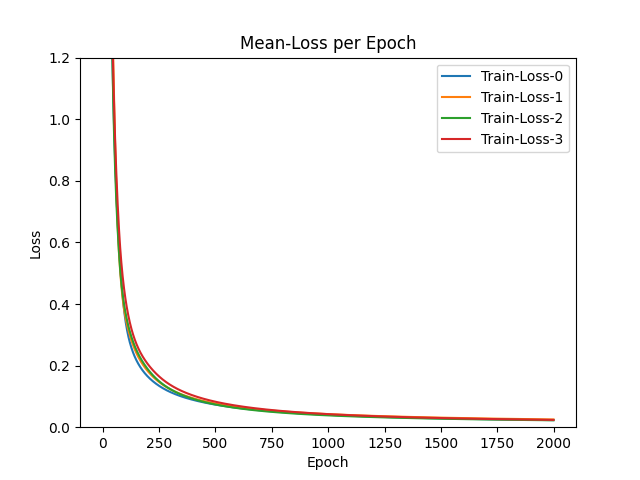 Mean-Loss per Epoch
1.2
1.0
0.8
0.6
0.4
0.2
0.0
Loss
Train-Loss-0
Train-Loss-1
Train-Loss-2
Train-Loss-3
0 250 500 750 1000 1250 1500 1750 2000
Epoch